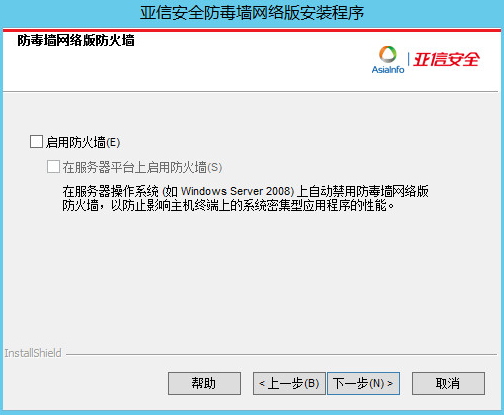 亚信安全防毒墙网络版安装程序
防毒墙网络版防火墙
AsiaInfo 亚信安全
启用防火墙(E)
在服务器平台上启用防火墙(S)
在服务器操作系统 (如 Windows Server 2008) 上自动禁用防毒墙网络版
防火墙，以防止影响主机终端上的系统密集型应用程序的性能。
InstallShield
帮助 < 上一步(B) 下一步(N) > 取消